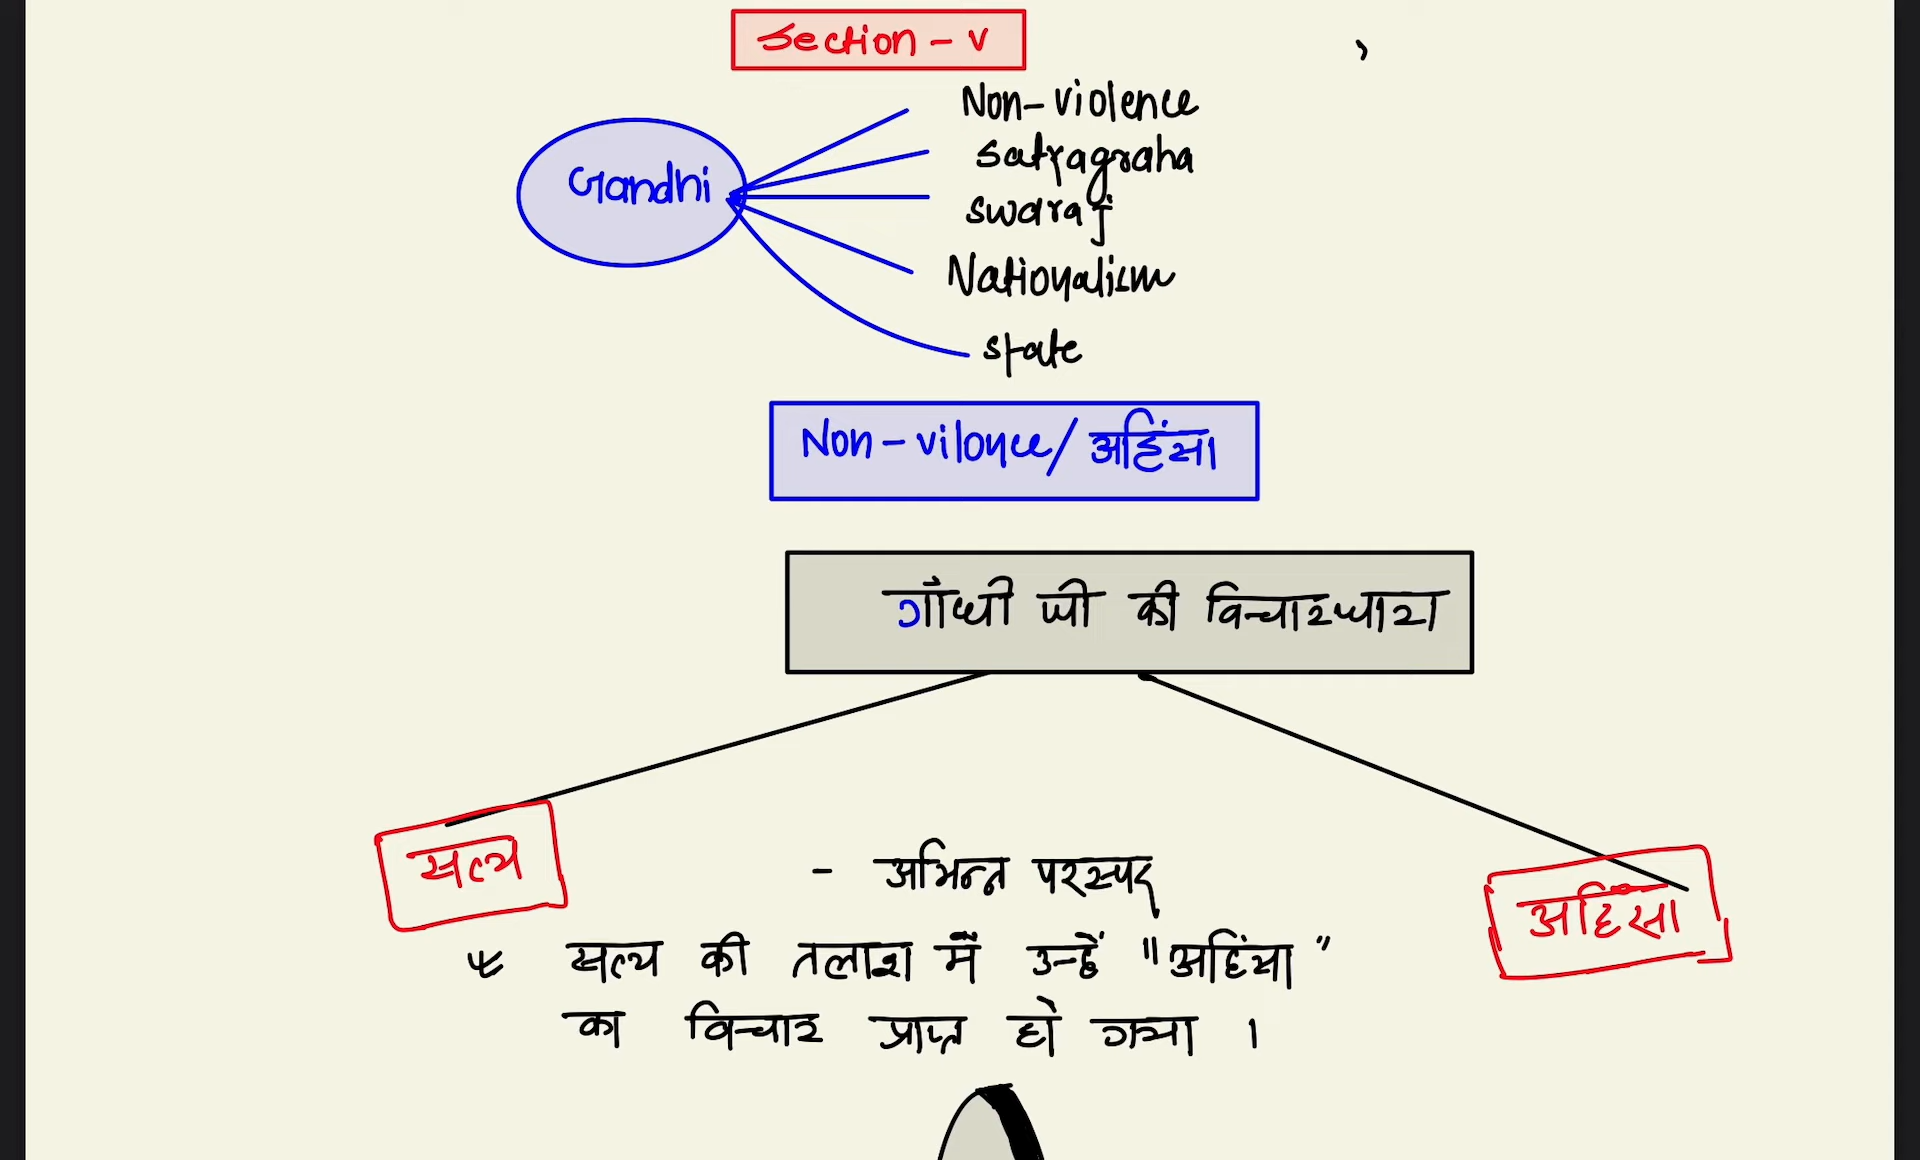 Section - V
Non-violence
Satyagraha
Gandhi
Swaraj
Nationalism
State
Non-vilonce/ अहिंसा
गाँधी जी की विचारधारा
सत्य
- अभिन्न परस्पर
अहिंसा
सत्य की तलाश में उन्हें "अहिंसा"
का विचार प्राप्त हो गया ।